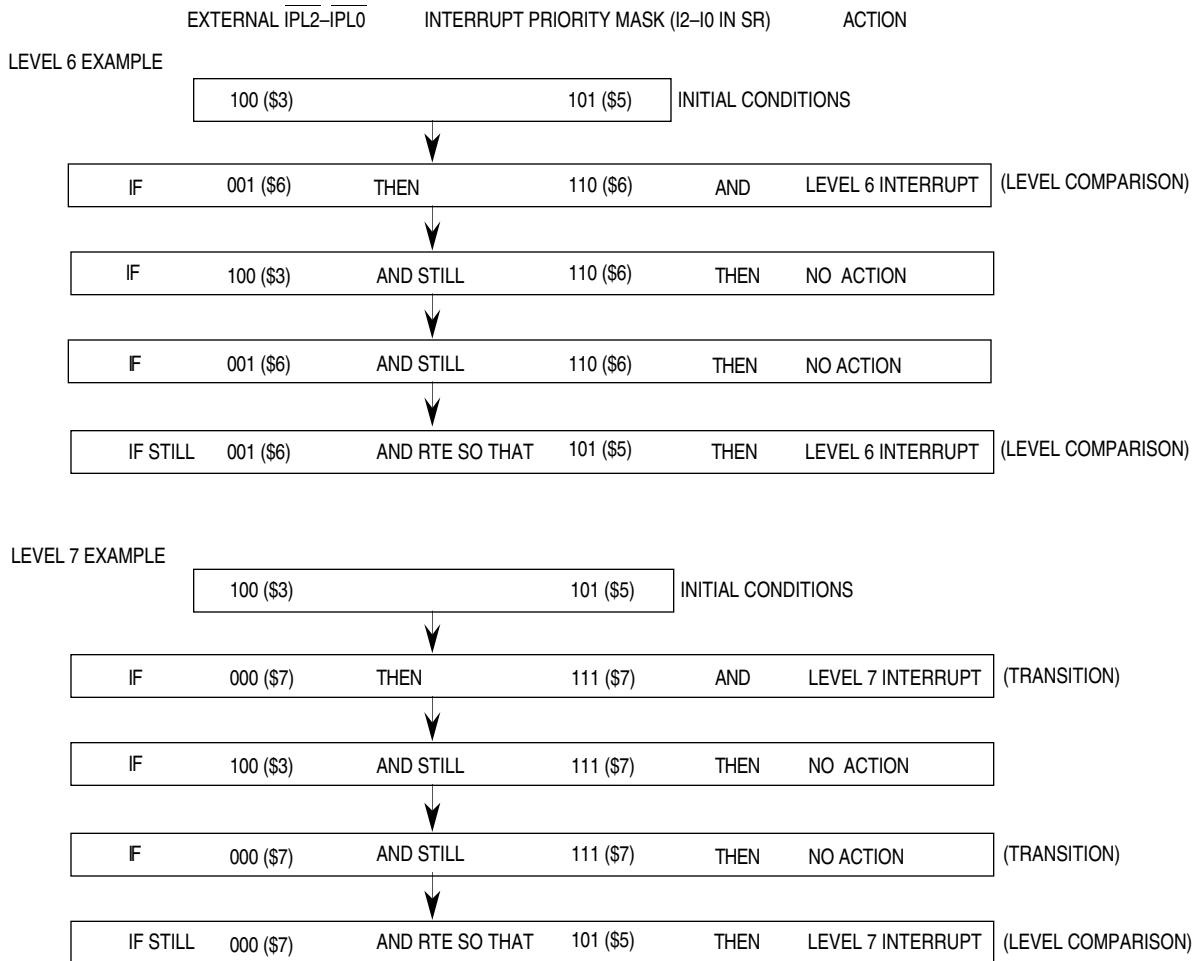 EXTERNAL IPL2–IPL0 INTERRUPT PRIORITY MASK (I2–I0 IN SR) ACTION
LEVEL 6 EXAMPLE
100 ($3) 101 ($5) INITIAL CONDITIONS
IF 001 ($6) THEN 110 ($6) AND LEVEL 6 INTERRUPT (LEVEL COMPARISON)
IF 100 ($3) AND STILL 110 ($6) THEN NO ACTION
IF 001 ($6) AND STILL 110 ($6) THEN NO ACTION
IF STILL 001 ($6) AND RTE SO THAT 101 ($5) THEN LEVEL 6 INTERRUPT (LEVEL COMPARISON)
LEVEL 7 EXAMPLE
100 ($3) 101 ($5) INITIAL CONDITIONS
IF 000 ($7) THEN 111 ($7) AND LEVEL 7 INTERRUPT (TRANSITION)
IF 100 ($3) AND STILL 111 ($7) THEN NO ACTION
IF 000 ($7) AND STILL 111 ($7) THEN NO ACTION (TRANSITION)
IF STILL 000 ($7) AND RTE SO THAT 101 ($5) THEN LEVEL 7 INTERRUPT (LEVEL COMPARISON)